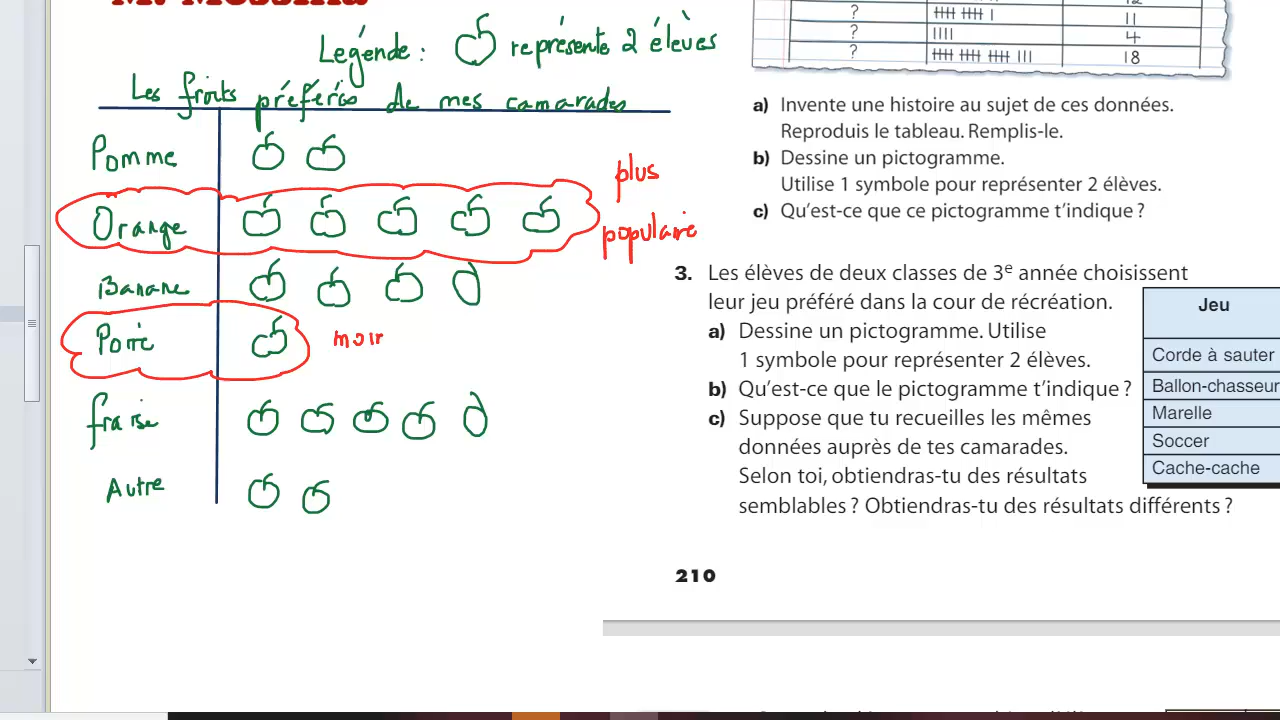 Légende : représente 2 élèves
Les fruits préférés de mes camarades
Pomme
Orange
plus
populaire
Banane
Poire
moir
fraise
Autre
?
11
?
4
?
18
a) Invente une histoire au sujet de ces données.
Reproduis le tableau. Remplis-le.
b) Dessine un pictogramme.
Utilise 1 symbole pour représenter 2 élèves.
c) Qu'est-ce que ce pictogramme t'indique ?
3. Les élèves de deux classes de 3e année choisissent
leur jeu préféré dans la cour de récréation.
a) Dessine un pictogramme. Utilise
1 symbole pour représenter 2 élèves.
b) Qu'est-ce que le pictogramme t'indique ?
c) Suppose que tu recueilles les mêmes
données auprès de tes camarades.
Selon toi, obtiendras-tu des résultats
semblables ? Obtiendras-tu des résultats différents ?
Jeu
Corde à sauter
Ballon-chasseur
Marelle
Soccer
Cache-cache
210